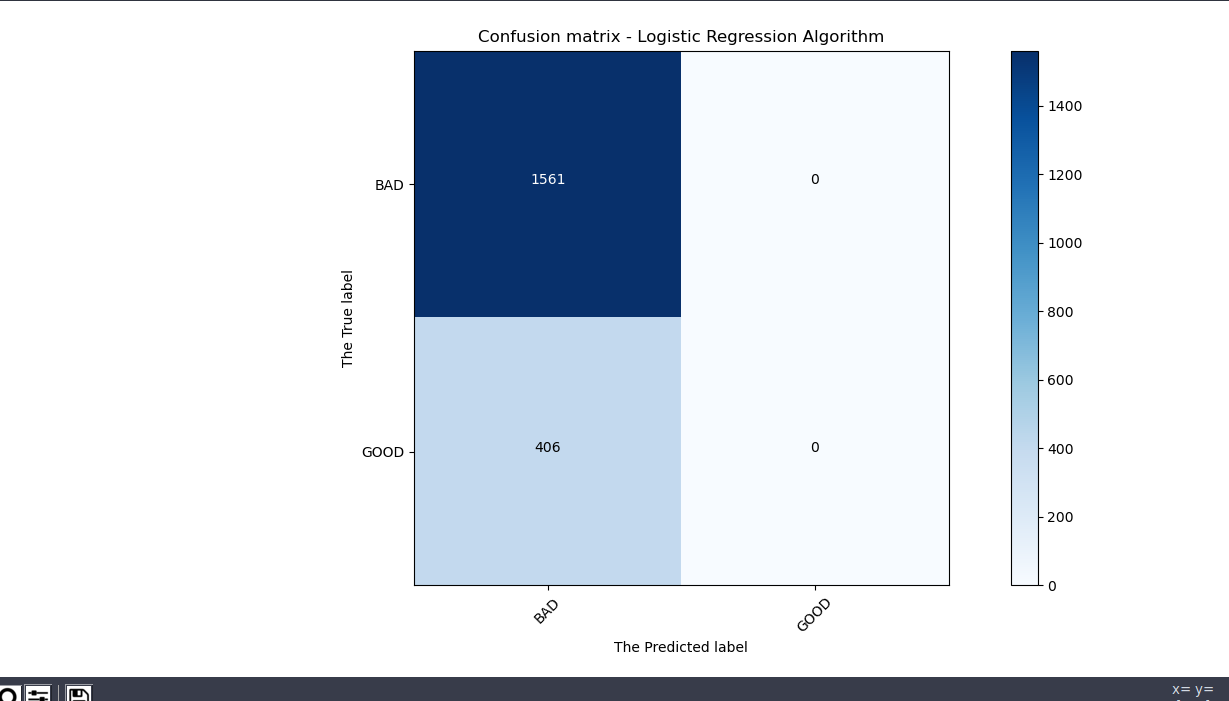 Confusion matrix - Logistic Regression Algorithm
1561
0
406
0
BAD
GOOD
The True label
BAD
GOOD
The Predicted label
1400
1200
1000
800
600
400
200
0
x= y=